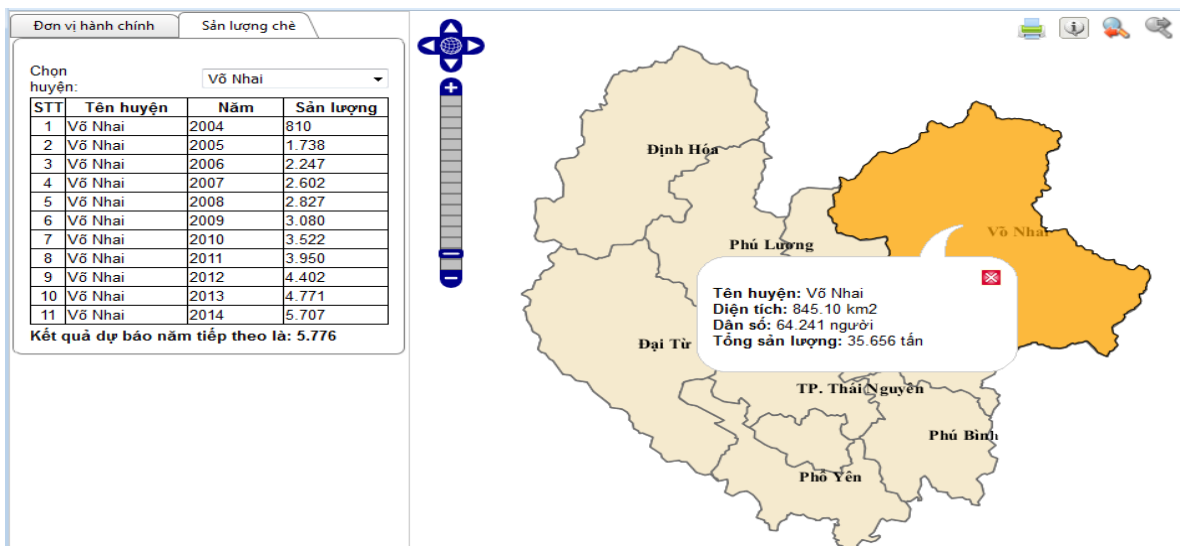 Đơn vị hành chính Sản lượng chè
Chọn huyện: Võ Nhai
STT Tên huyện Năm Sản lượng
1 Võ Nhai 2004 810
2 Võ Nhai 2005 1.738
3 Võ Nhai 2006 2.247
4 Võ Nhai 2007 2.602
5 Võ Nhai 2008 2.827
6 Võ Nhai 2009 3.080
7 Võ Nhai 2010 3.522
8 Võ Nhai 2011 3.950
9 Võ Nhai 2012 4.402
10 Võ Nhai 2013 4.771
11 Võ Nhai 2014 5.707
Kết quả dự báo năm tiếp theo là: 5.776
Định Hóa
Võ Nhai
Phú Lương
Tên huyện: Võ Nhai
Diện tích: 845.10 km2
Dân số: 64.241 người
Tổng sản lượng: 35.656 tấn
Đại Từ
TP. Thái Nguyên
Phú Bình
Phổ Yên